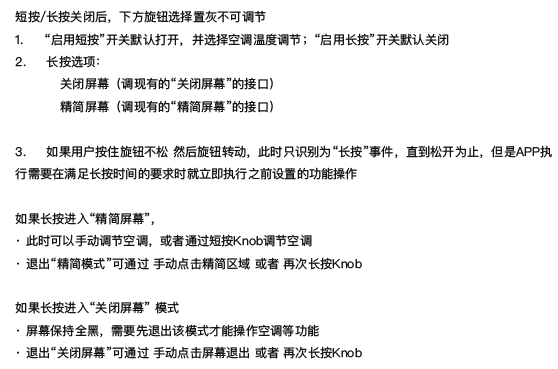 短按/长按关闭后，下方旋钮选择置灰不可调节
1. “启用短按”开关默认打开，并选择空调温度调节；“启用长按”开关默认关闭
2. 长按选项：
关闭屏幕（调现有的“关闭屏幕”的接口）
精简屏幕（调现有的“精简屏幕”的接口）
3. 如果用户按住旋钮不松 然后旋钮转动，此时只识别为“长按”事件，直到松开为止，但是APP执
行需要在满足长按时间的要求时就立即执行之前设置的功能操作
如果长按进入“精简屏幕”，
· 此时可以手动调节空调，或者通过短按Knob调节空调
· 退出“精简模式”可通过 手动点击精简区域 或者 再次长按Knob
如果长按进入“关闭屏幕” 模式
· 屏幕保持全黑，需要先退出该模式才能操作空调等功能
· 退出“关闭屏幕”可通过 手动点击屏幕退出 或者 再次长按Knob